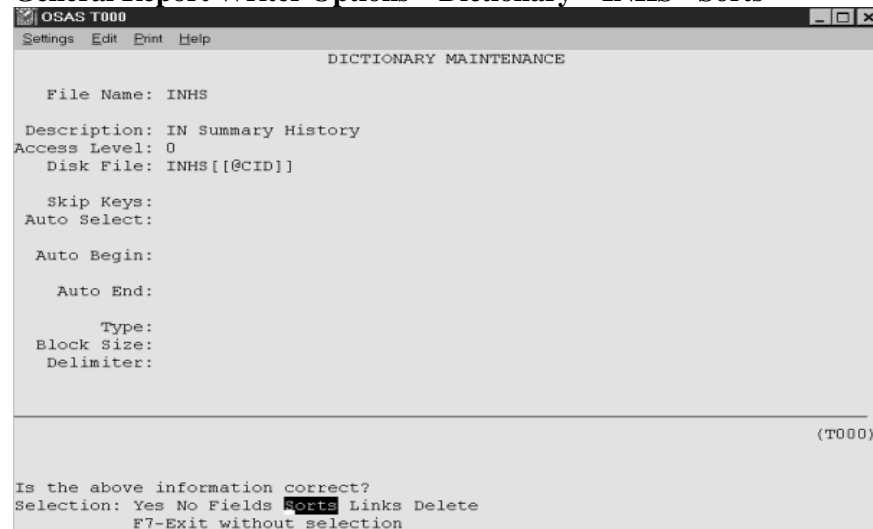 General Report Writer Options - Dictionary - INHS - Sorts
OSAS T000
Settings Edit Print Help
DICTIONARY MAINTENANCE
File Name: INHS
Description: IN Summary History
Access Level: 0
Disk File: INHS[[@CID]]
Skip Keys:
Auto Select:
Auto Begin:
Auto End:
Type:
Block Size:
Delimiter:
(T000)
Is the above information correct?
Selection: Yes No Fields Sorts Links Delete
F7-Exit without selection